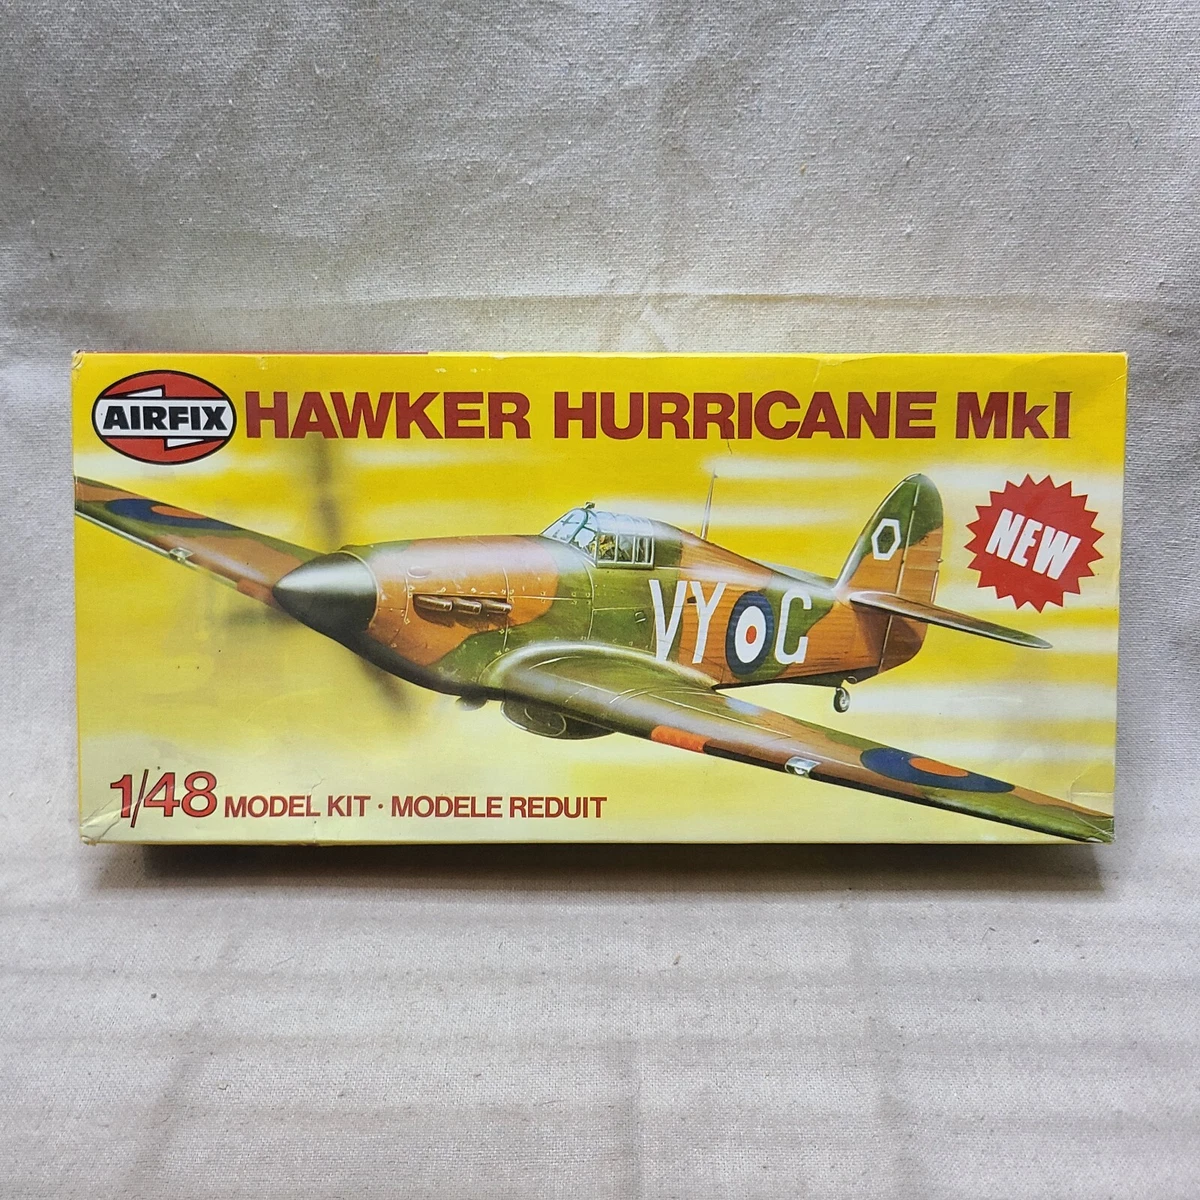 AIRFIX
HAWKER HURRICANE MkI
NEW
VY G
1/48 MODEL KIT · MODELE REDUIT